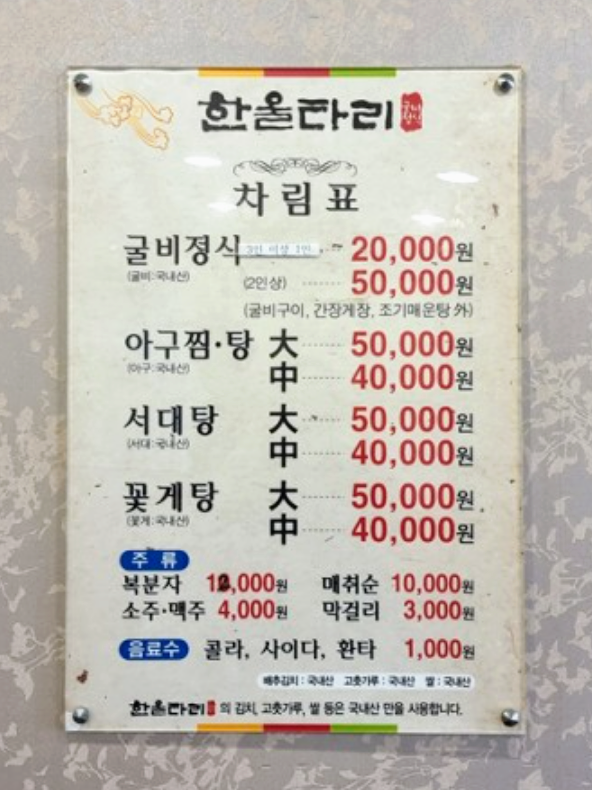 한울타리
차림표
굴비정식 3인 이상 1인 20,000원
(굴비:국내산) (2인상) 50,000원
(굴비구이, 간장게장, 조기매운탕 外)
아구찜·탕 大 50,000원
(아구:국내산) 中 40,000원
서대탕 大 50,000원
(서대:국내산) 中 40,000원
꽃게탕 大 50,000원
(꽃게:국내산) 中 40,000원
주류
복분자 12,000원 매취순 10,000원
소주·맥주 4,000원 막걸리 3,000원
음료수 콜라, 사이다, 환타 1,000원
배추김치 : 국내산 고춧가루 : 국내산 쌀 : 국내산
한울타리 의 김치, 고춧가루, 쌀 등은 국내산 만을 사용합니다.